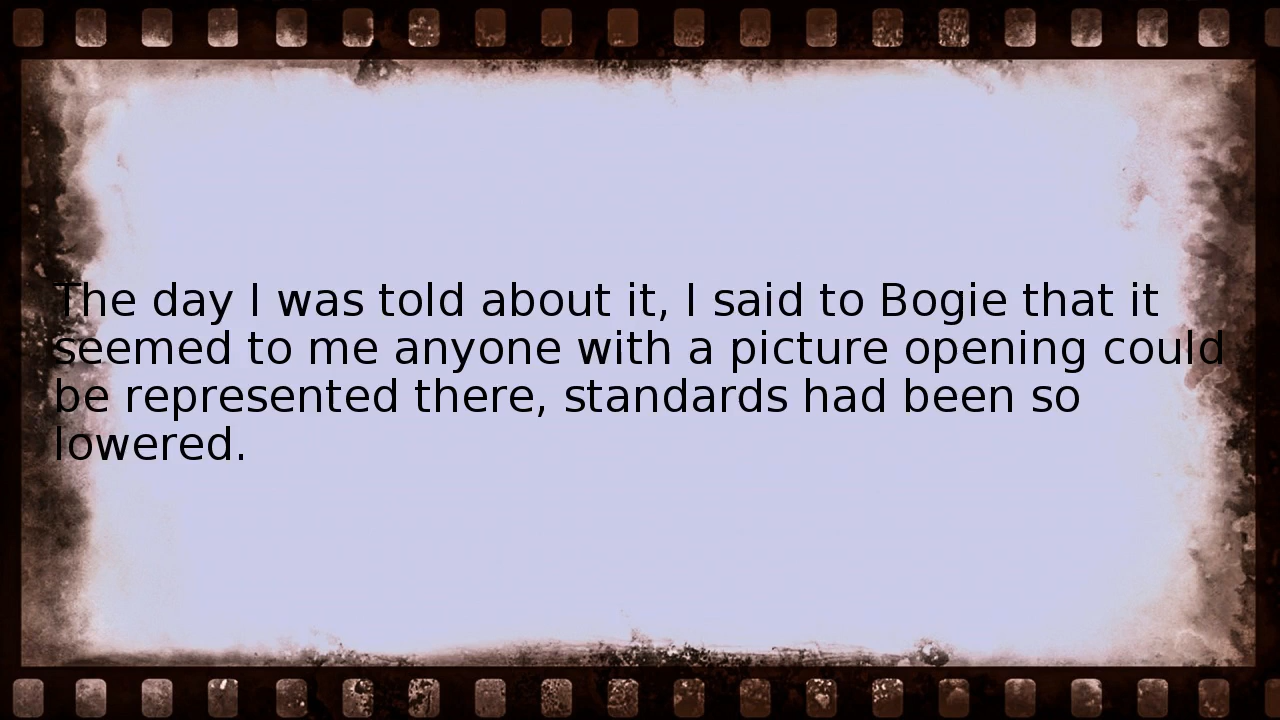 The day I was told about it, I said to Bogie that it
seemed to me anyone with a picture opening could
be represented there, standards had been so
lowered.